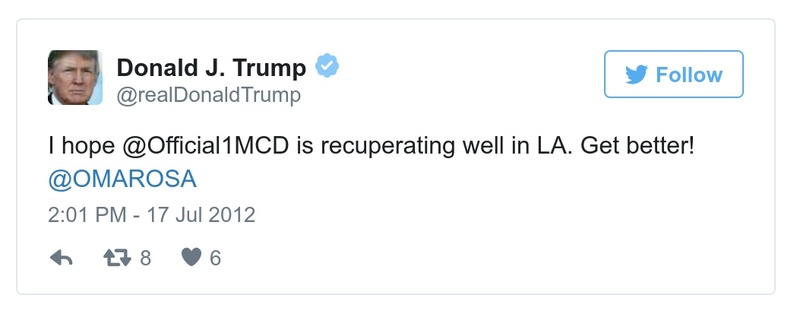 Donald J. Trump
Follow
@realDonaldTrump
I hope @Official1MCD is recuperating well in LA. Get better!
@OMAROSA
2:01 PM - 17 Jul 2012
8 6